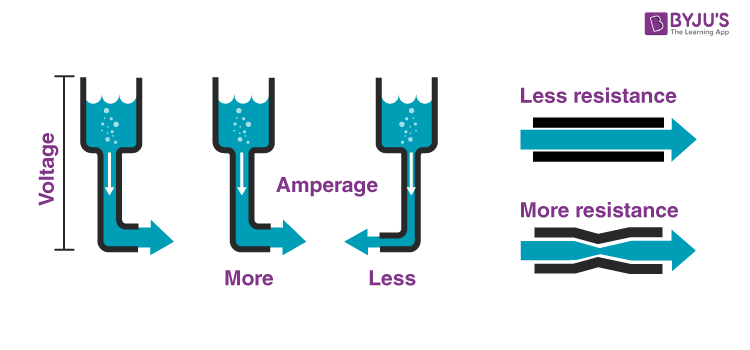 BYJU'S
The Learning App
Voltage
Amperage
More
Less
Less resistance
More resistance